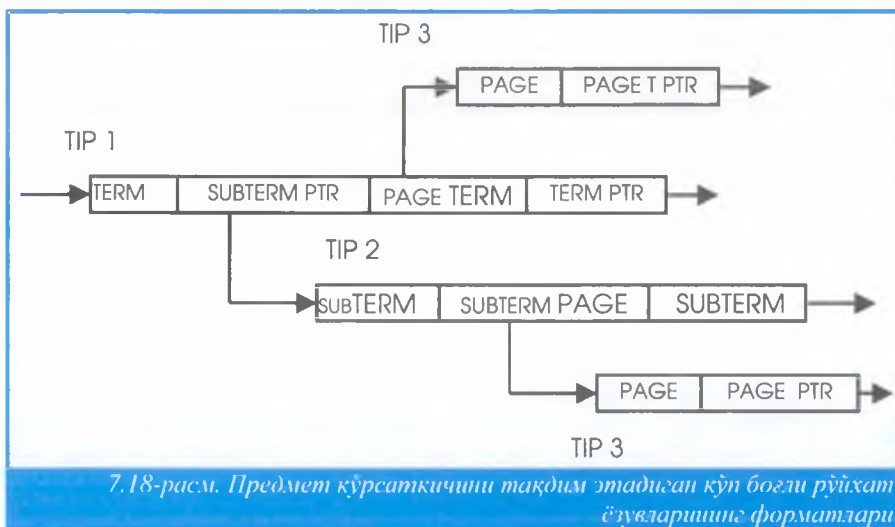 TIP 3
PAGE PAGE T PTR
TIP 1
TERM SUBTERM PTR PAGE TERM TERM PTR
TIP 2
SUBTERM SUBTERM PAGE SUBTERM
PAGE PAGE PTR
TIP 3
7.18-расм. Предмет кўрсаткичини тақдим этадиган кўп боғли рўйхат
ёзувларининг форматлари